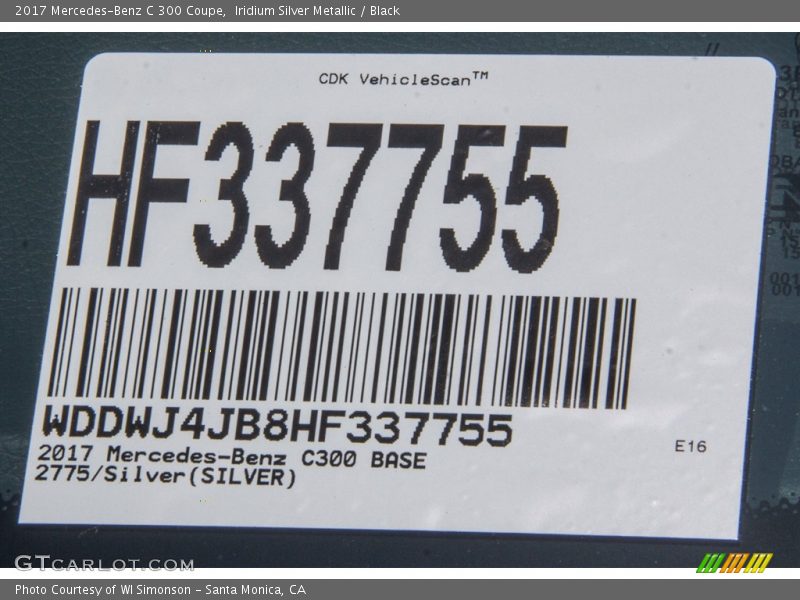 2017 Mercedes-Benz C 300 Coupe,  Iridium Silver Metallic / Black
CDK VehicleScan™
HF337755
WDDWJ4JB8HF337755
2017 Mercedes-Benz C300 BASE
2775/Silver(SILVER)
E16
GTCARLOT.COM
Photo Courtesy of WI Simonson - Santa Monica, CA